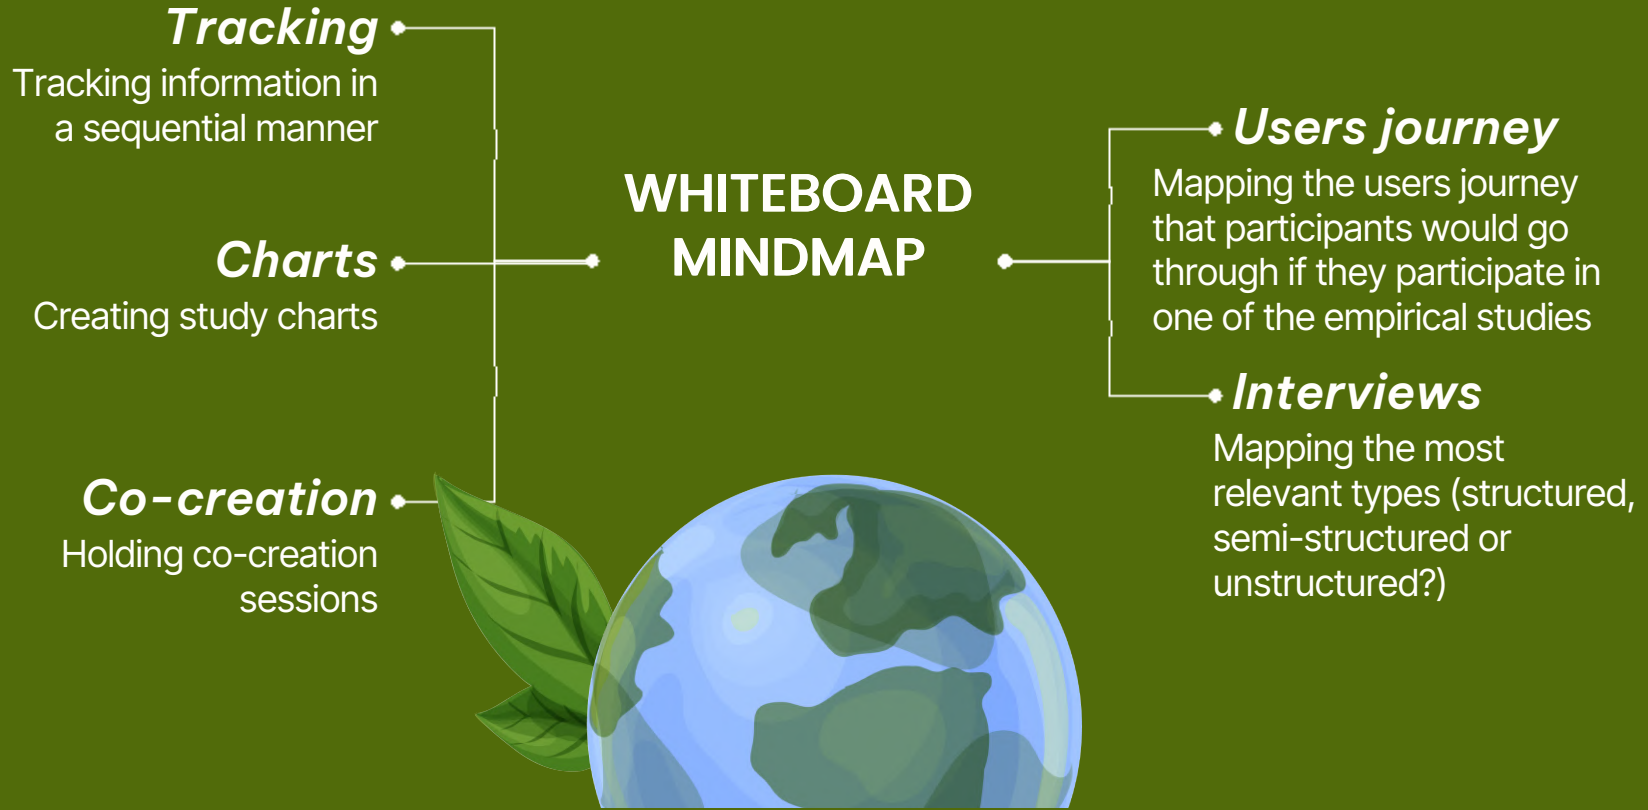 WHITEBOARD
MINDMAP
Tracking
Tracking information in
a sequential manner
Charts
Creating study charts
Co-creation
Holding co-creation
sessions
Users journey
Mapping the users journey
that participants would go
through if they participate in
one of the empirical studies
Interviews
Mapping the most
relevant types (structured,
semi-structured or
unstructured?)